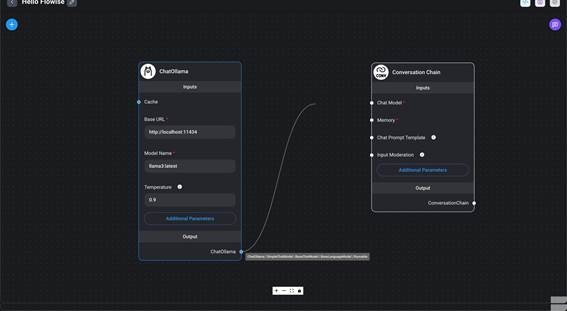 Hello Flowise
ChatOllama
Inputs
Cache
Base URL *
http://localhost:11434
Model Name *
llama3:latest
Temperature
0.9
Additional Parameters
Output
ChatOllama
ChatOllama | SimpleChatModel | BaseChatModel | BaseLanguageModel | Runnable
CONV
Conversation Chain
Inputs
Chat Model *
Memory *
Chat Prompt Template
Input Moderation
Additional Parameters
Output
ConversationChain